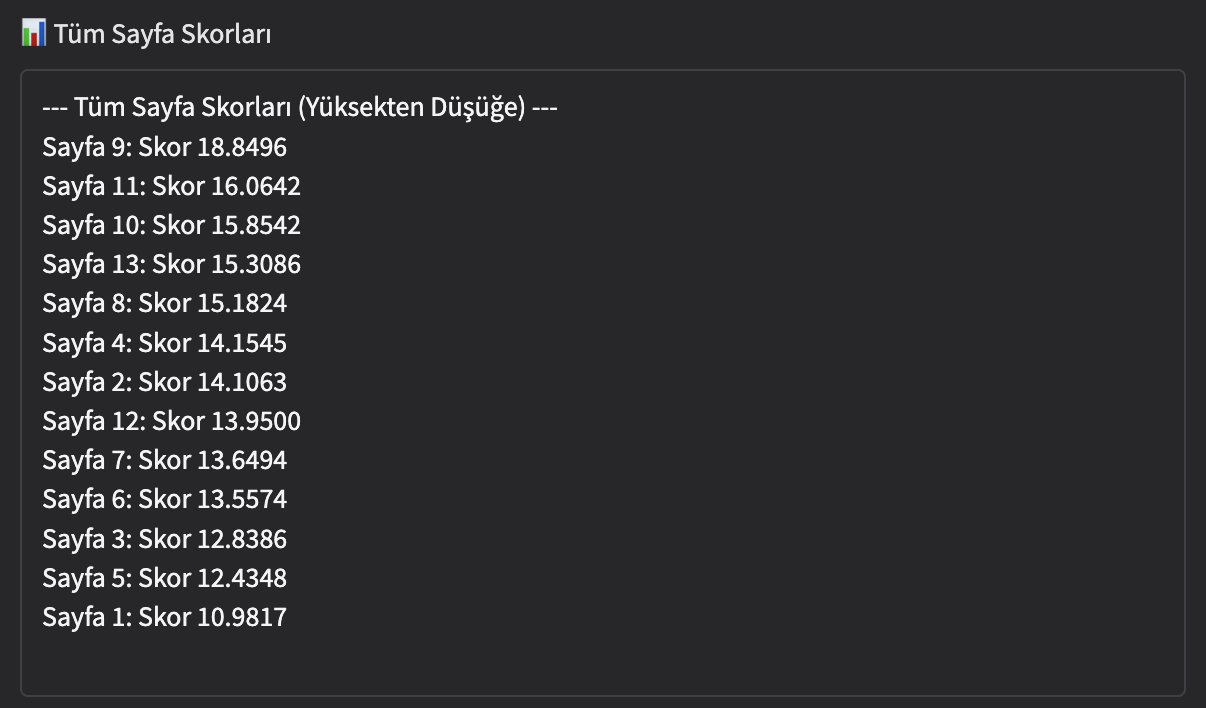 📊 Tüm Sayfa Skorları
--- Tüm Sayfa Skorları (Yüksekten Düşüğe) ---
Sayfa 9: Skor 18.8496
Sayfa 11: Skor 16.0642
Sayfa 10: Skor 15.8542
Sayfa 13: Skor 15.3086
Sayfa 8: Skor 15.1824
Sayfa 4: Skor 14.1545
Sayfa 2: Skor 14.1063
Sayfa 12: Skor 13.9500
Sayfa 7: Skor 13.6494
Sayfa 6: Skor 13.5574
Sayfa 3: Skor 12.8386
Sayfa 5: Skor 12.4348
Sayfa 1: Skor 10.9817